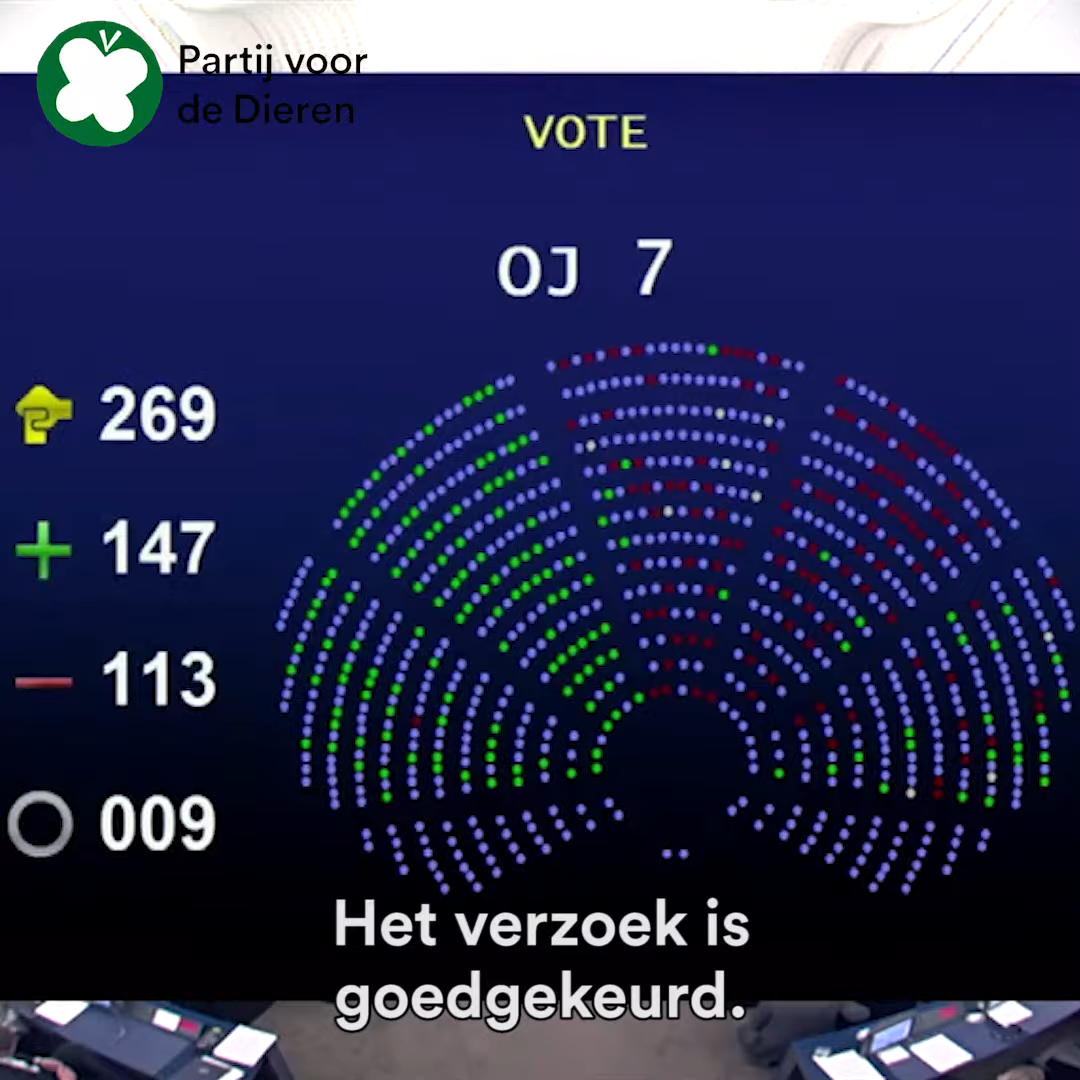 Partij voor
de Dieren
VOTE
OJ 7
269
+ 147
- 113
009
Het verzoek is
goedgekeurd.